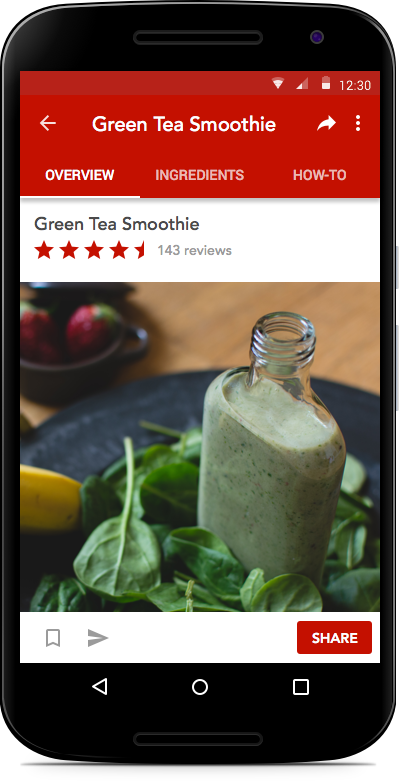 12:30
Green Tea Smoothie
OVERVIEW INGREDIENTS HOW-TO
Green Tea Smoothie
143 reviews
SHARE